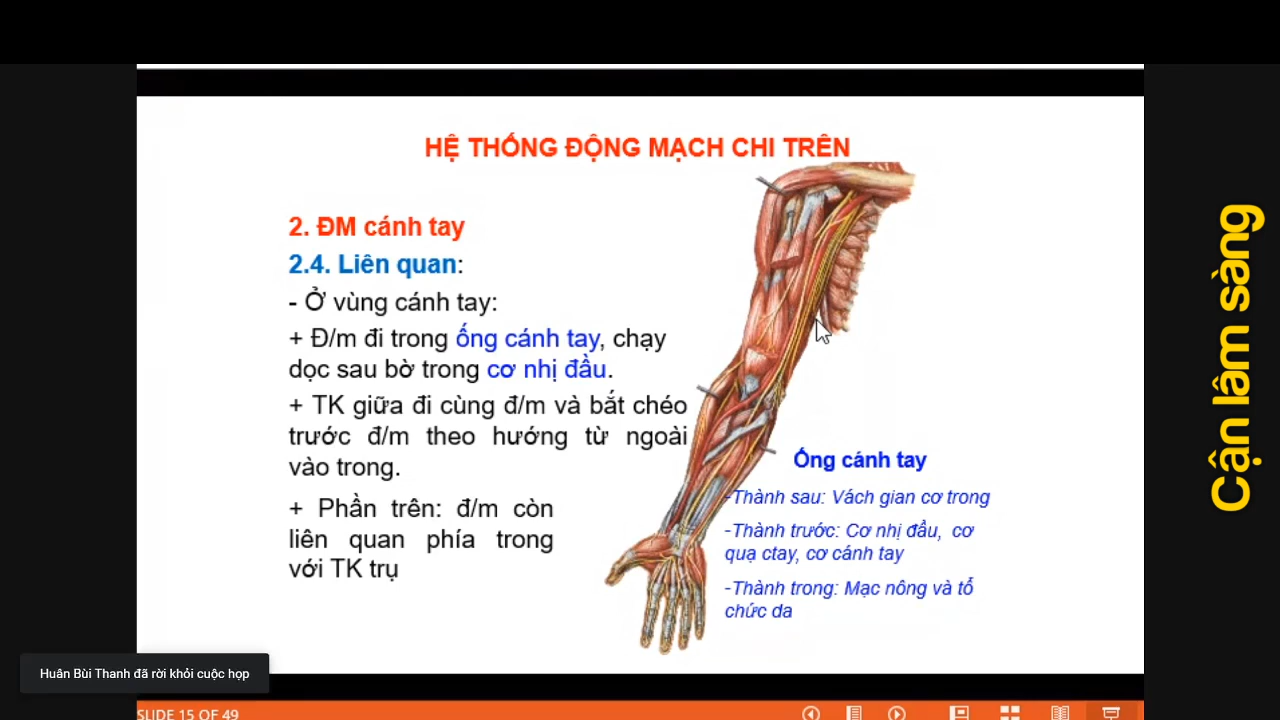 HỆ THỐNG ĐỘNG MẠCH CHI TRÊN
2. ĐM cánh tay
2.4. Liên quan:
- Ở vùng cánh tay:
+ Đ/m đi trong ống cánh tay, chạy
dọc sau bờ trong cơ nhị đầu.
+ TK giữa đi cùng đ/m và bắt chéo
trước đ/m theo hướng từ ngoài
vào trong.
+ Phần trên: đ/m còn
liên quan phía trong
với TK trụ
Ống cánh tay
-Thành sau: Vách gian cơ trong
-Thành trước: Cơ nhị đầu, cơ
quạ ctay, cơ cánh tay
-Thành trong: Mạc nông và tổ
chức da
Cận lâm sàng
Huân Bùi Thanh đã rời khỏi cuộc họp
SLIDE 15 OF 49